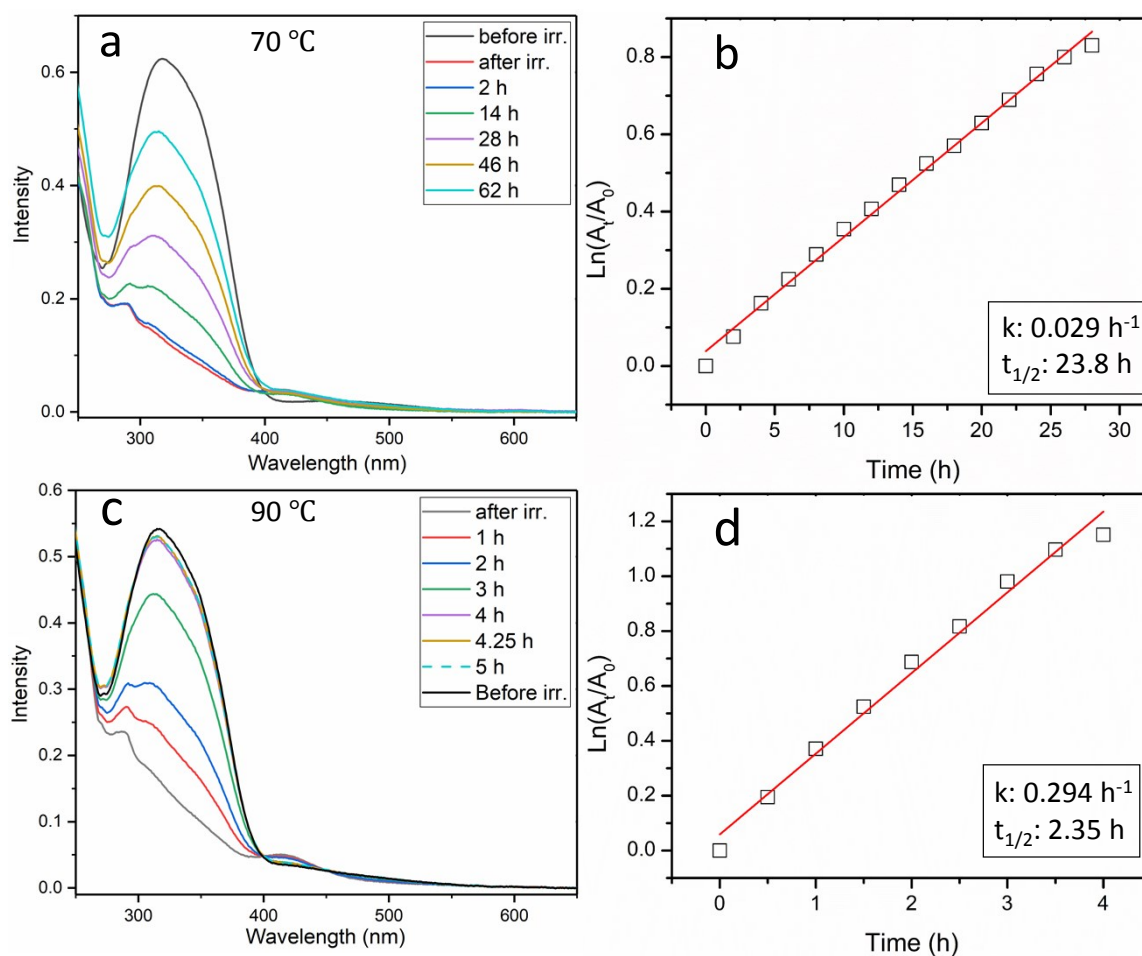 a
70 °C
before irr.
after irr.
2 h
14 h
28 h
46 h
62 h
0.6
0.4
0.2
0.0
Intensity
300
400
500
600
Wavelength (nm)
b
0.8
0.6
0.4
0.2
0.0
Ln(Aₜ/A₀)
k: 0.029 h⁻¹
t₁/₂: 23.8 h
0
5
10
15
20
25
30
Time (h)
c
90 °C
after irr.
1 h
2 h
3 h
4 h
4.25 h
5 h
Before irr.
0.6
0.5
0.4
0.3
0.2
0.1
0.0
Intensity
300
400
500
600
Wavelength (nm)
d
1.2
1.0
0.8
0.6
0.4
0.2
0.0
Ln(Aₜ/A₀)
k: 0.294 h⁻¹
t₁/₂: 2.35 h
0
1
2
3
4
Time (h)